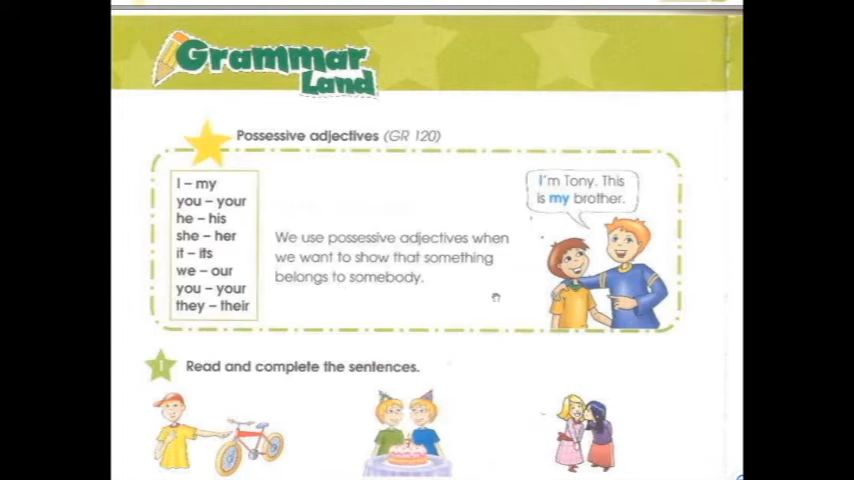 Grammar
Land
Possessive adjectives (GR 120)
I – my
you – your
he – his
she – her
it – its
we – our
you – your
they – their
We use possessive adjectives when
we want to show that something
belongs to somebody.
I'm Tony. This
is my brother.
1 Read and complete the sentences.